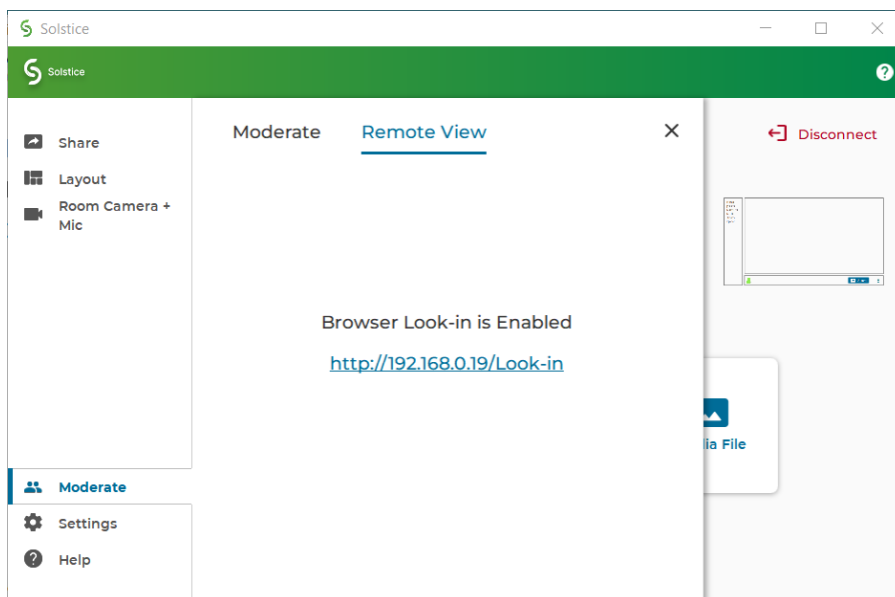 Solstice
Solstice
Share
Layout
Room Camera +
Mic
Moderate
Settings
Help
Moderate Remote View
Browser Look-in is Enabled
http://192.168.0.19/Look-in
Disconnect
ia File